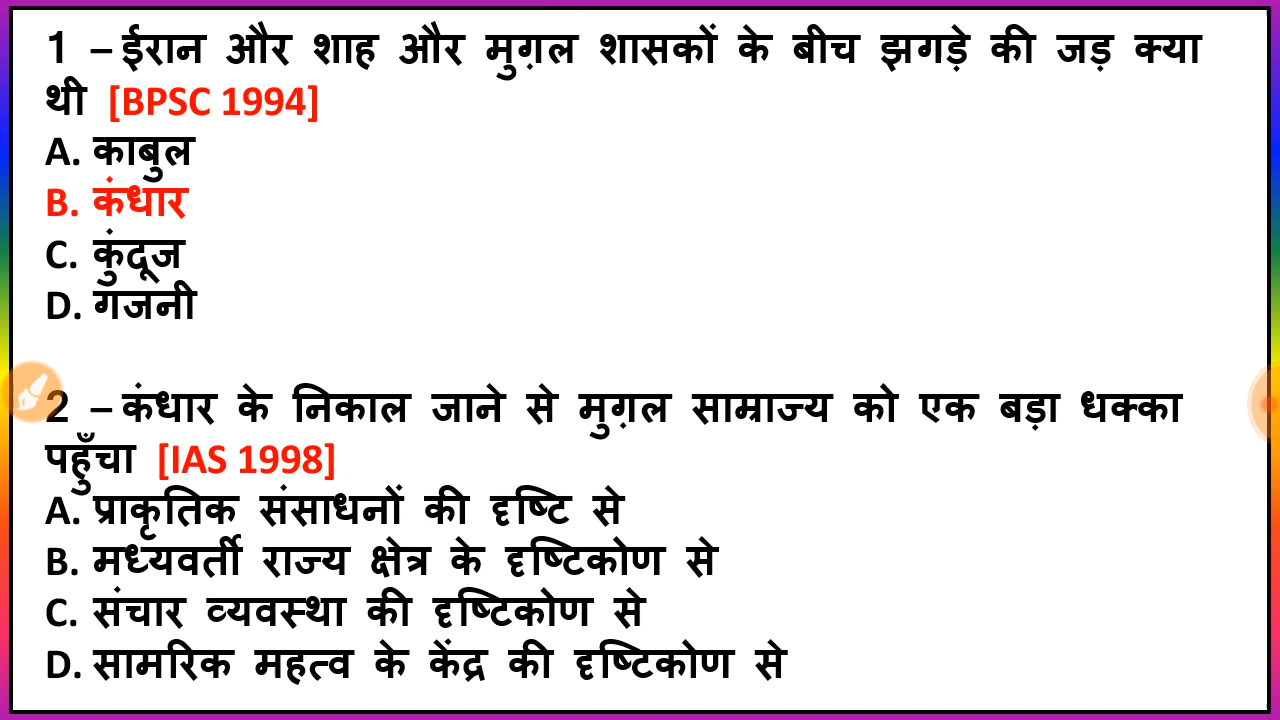 1 – ईरान और शाह और मुग़ल शासकों के बीच झगड़े की जड़ क्या
थी [BPSC 1994]
A. काबुल
B. कंधार
C. कुंदूज
D. गजनी
2 – कंधार के निकाल जाने से मुग़ल साम्राज्य को एक बड़ा धक्का
पहुँचा [IAS 1998]
A. प्राकृतिक संसाधनों की दृष्टि से
B. मध्यवर्ती राज्य क्षेत्र के दृष्टिकोण से
C. संचार व्यवस्था की दृष्टिकोण से
D. सामरिक महत्व के केंद्र की दृष्टिकोण से